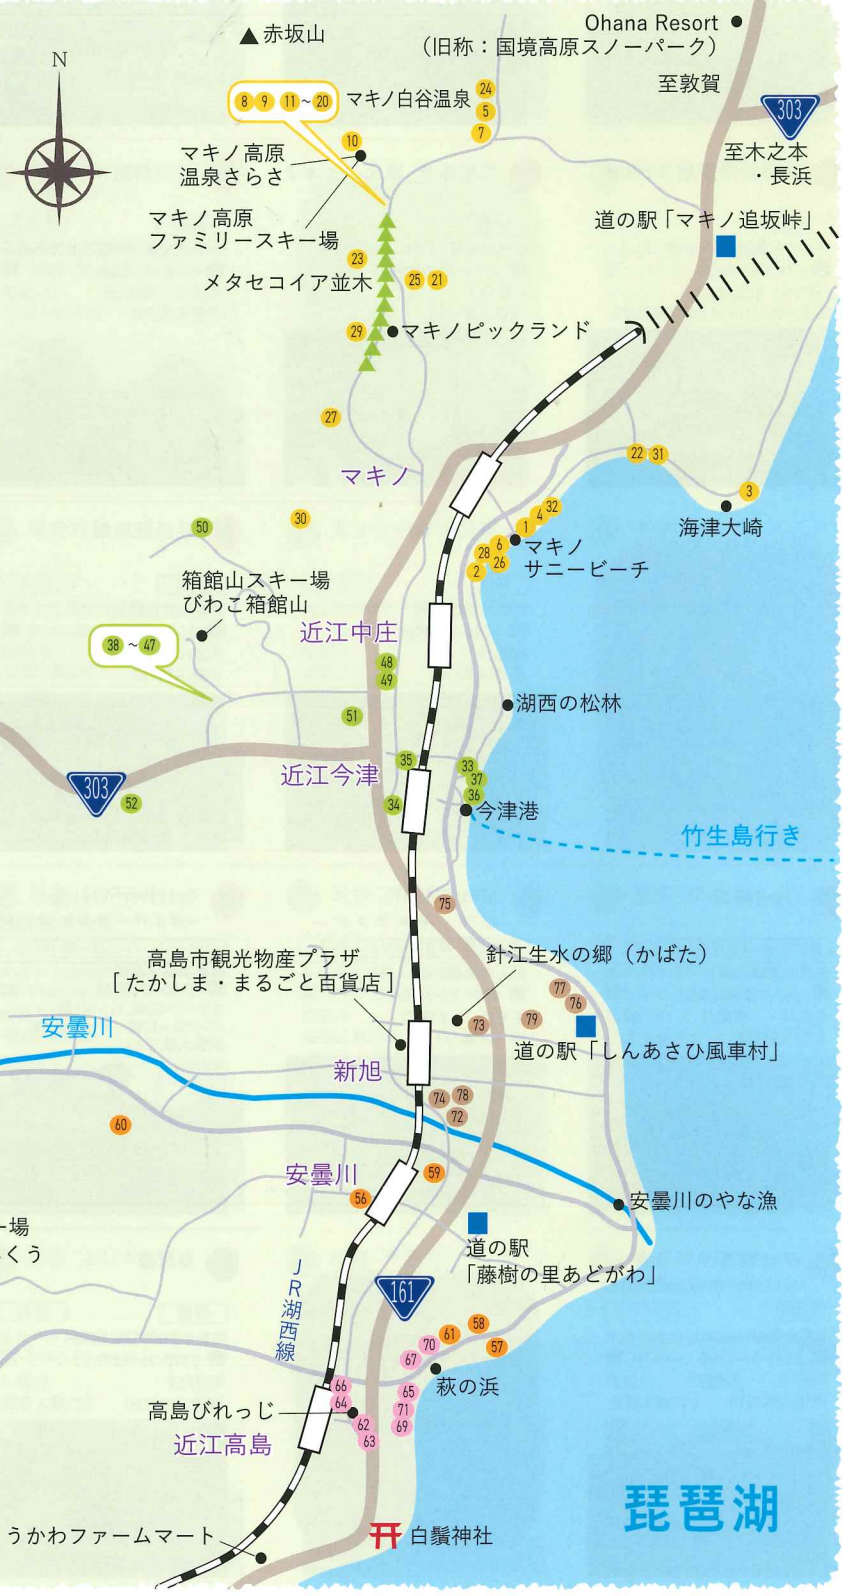 Ohana Resort
（旧称：国境高原スノーパーク）
赤坂山
N
至敦賀
303
至木之本
・長浜
8 9 11～20
マキノ白谷温泉
24
5
7
10
マキノ高原
温泉さらさ
マキノ高原
ファミリースキー場
道の駅「マキノ追坂峠」
23
メタセコイア並木
25 21
29
マキノピックランド
27
マキノ
22 31
3
海津大崎
30
50
32
4
1
6
28
26
2
マキノ
サニービーチ
箱館山スキー場
びわこ箱館山
38～47
近江中庄
48
49
51
湖西の松林
35
近江今津
34
33
37
36
今津港
303
52
竹生島行き
75
高島市観光物産プラザ
[たかしま・まるごと百貨店]
針江生水の郷（かばた）
77
76
79
73
道の駅「しんあさひ風車村」
安曇川
新旭
74 78
72
60
安曇川
59
56
安曇川のやな漁
道の駅
「藤樹の里あどがわ」
ー場
くう
JR湖西線
161
58
61
57
70
67
萩の浜
66
64
65
71
69
62
63
高島びれっじ
近江高島
琵琶湖
うかわファームマート
白鬚神社